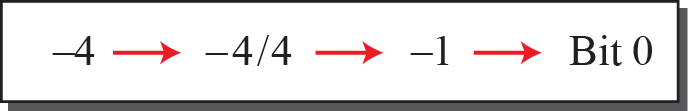 –4 → –4/4 → –1 → Bit 0